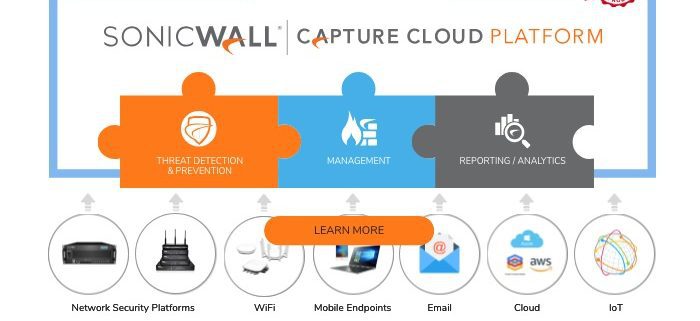 SONICWALL CAPTURE CLOUD PLATFORM
THREAT DETECTION
& PREVENTION
MANAGEMENT
REPORTING / ANALYTICS
LEARN MORE
@
aws
Network Security Platforms
WiFi
Mobile Endpoints
Email
Cloud
IoT